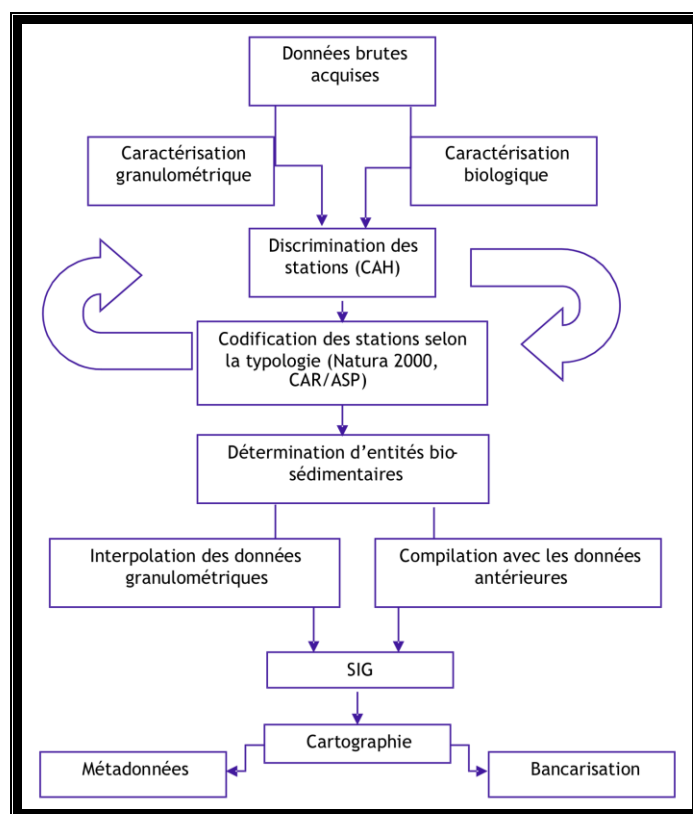 Données brutes
acquises
Caractérisation
granulométrique
Caractérisation
biologique
Discrimination des
stations (CAH)
Codification des stations selon
la typologie (Natura 2000,
CAR/ASP)
Détermination d’entités bio-
sédimentaires
Interpolation des données
granulométriques
Compilation avec les données
antérieures
SIG
Cartographie
Métadonnées
Bancarisation